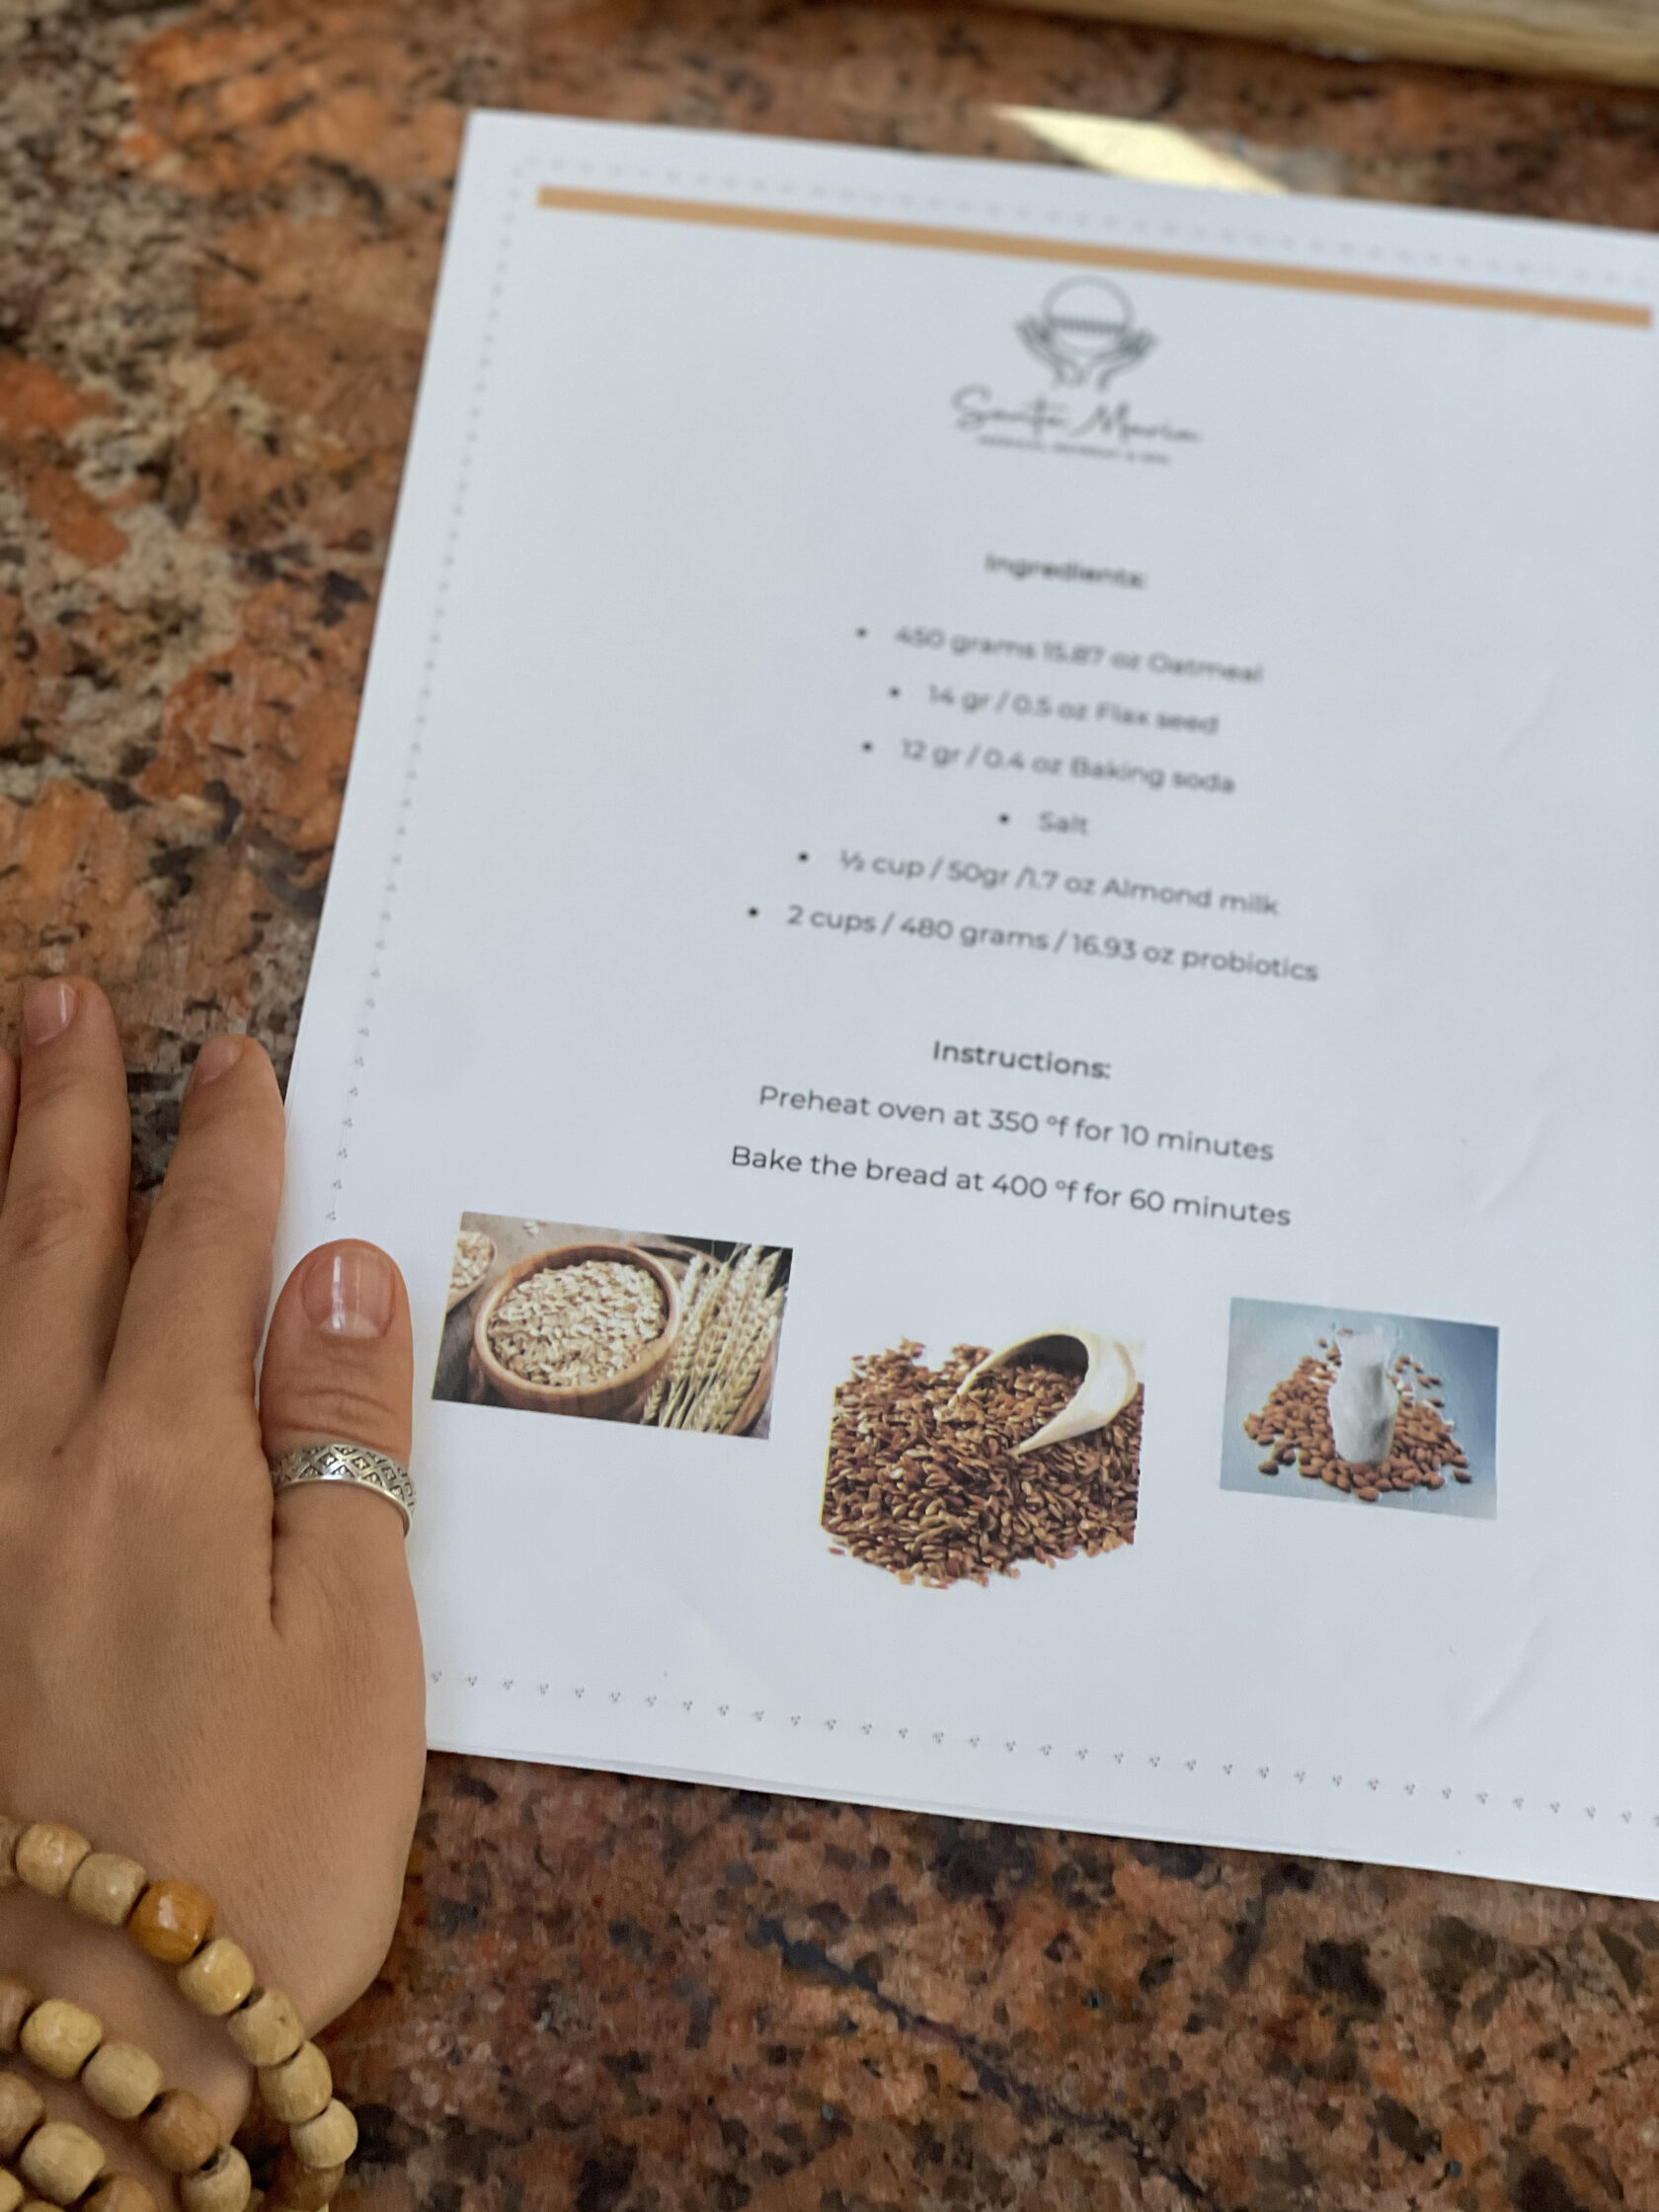 Santa Maria
Ingredients:
• 450 grams 15.87 oz Oatmeal
• 14 gr / 0.5 oz Flax seed
• 12 gr / 0.4 oz Baking soda
• Salt
• ½ cup / 50gr /1.7 oz Almond milk
• 2 cups / 480 grams / 16.93 oz probiotics
Instructions:
Preheat oven at 350 ºf for 10 minutes
Bake the bread at 400 ºf for 60 minutes